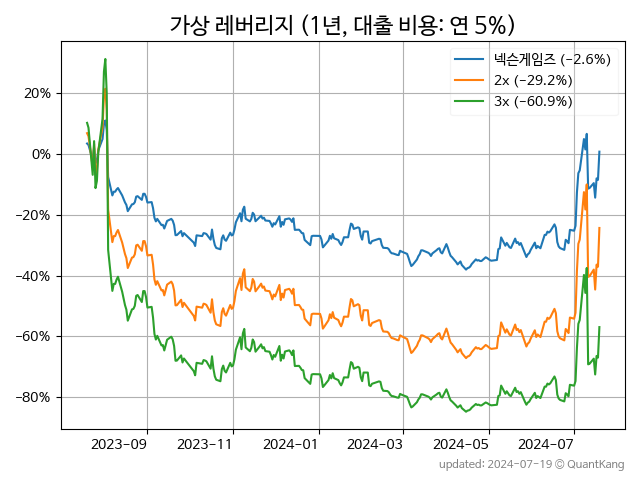 가상 레버리지 (1년, 대출 비용: 연 5%)
넥슨게임즈 (−2.6%)
2x (−29.2%)
3x (−60.9%)
20%
0%
−20%
−40%
−60%
−80%
2023-09 2023-11 2024-01 2024-03 2024-05 2024-07
updated: 2024-07-19 © QuantKang